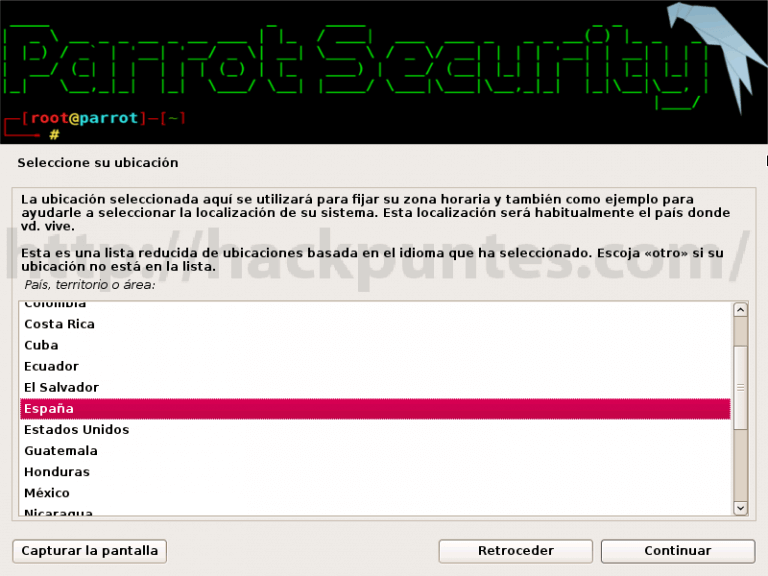 Parrot Security
[root@parrot]—[~]
#
Seleccione su ubicación
La ubicación seleccionada aquí se utilizará para fijar su zona horaria y también como ejemplo para
ayudarle a seleccionar la localización de su sistema. Esta localización será habitualmente el país donde
vd. vive.
http://hackpuntes.com/
Esta es una lista reducida de ubicaciones basada en el idioma que ha seleccionado. Escoja «otro» si su
ubicación no está en la lista.
País, territorio o área:
Colombia
Costa Rica
Cuba
Ecuador
El Salvador
España
Estados Unidos
Guatemala
Honduras
México
Nicaragua
Capturar la pantalla
Retroceder
Continuar